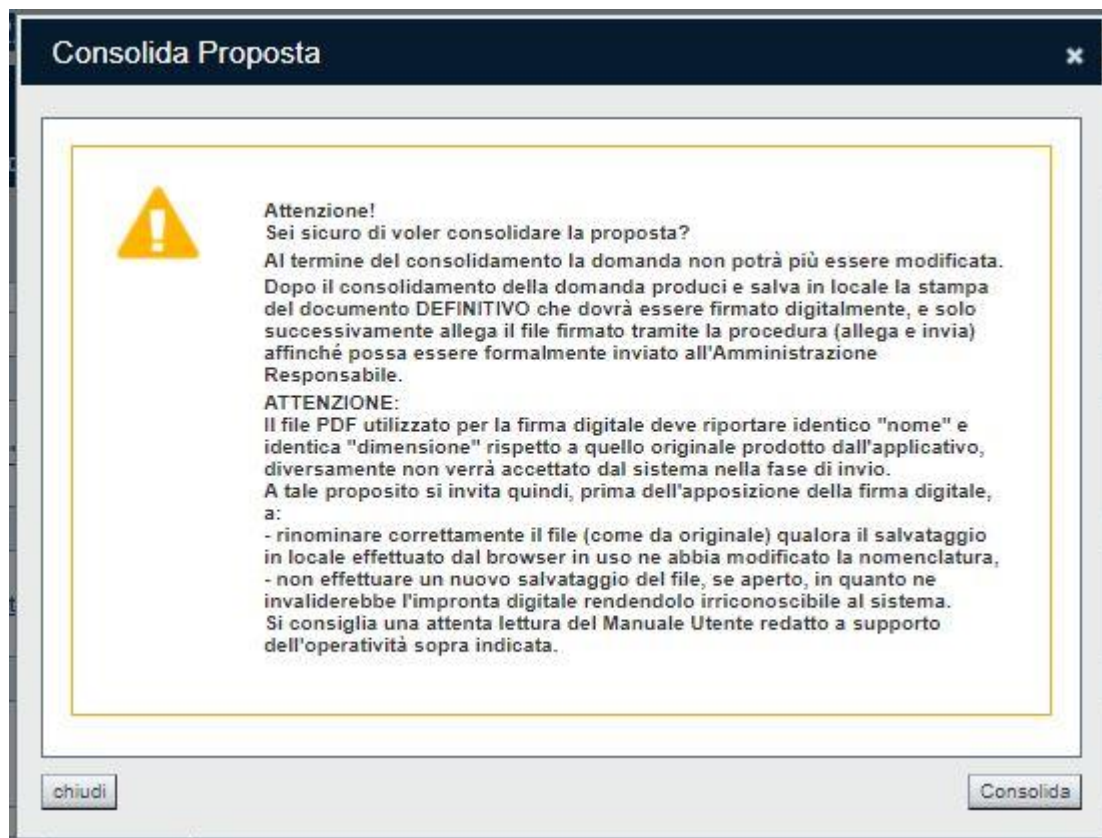 Consolida Proposta
Attenzione!
Sei sicuro di voler consolidare la proposta?
Al termine del consolidamento la domanda non potrà più essere modificata.
Dopo il consolidamento della domanda produci e salva in locale la stampa
del documento DEFINITIVO che dovrà essere firmato digitalmente, e solo
successivamente allega il file firmato tramite la procedura (allega e invia)
affinché possa essere formalmente inviato all'Amministrazione
Responsabile.
ATTENZIONE:
Il file PDF utilizzato per la firma digitale deve riportare identico "nome" e
identica "dimensione" rispetto a quello originale prodotto dall'applicativo,
diversamente non verrà accettato dal sistema nella fase di invio.
A tale proposito si invita quindi, prima dell'apposizione della firma digitale,
a:
- rinominare correttamente il file (come da originale) qualora il salvataggio
in locale effettuato dal browser in uso ne abbia modificato la nomenclatura,
- non effettuare un nuovo salvataggio del file, se aperto, in quanto ne
invaliderebbe l'impronta digitale rendendolo irriconoscibile al sistema.
Si consiglia una attenta lettura del Manuale Utente redatto a supporto
dell'operatività sopra indicata.
chiudi
Consolida